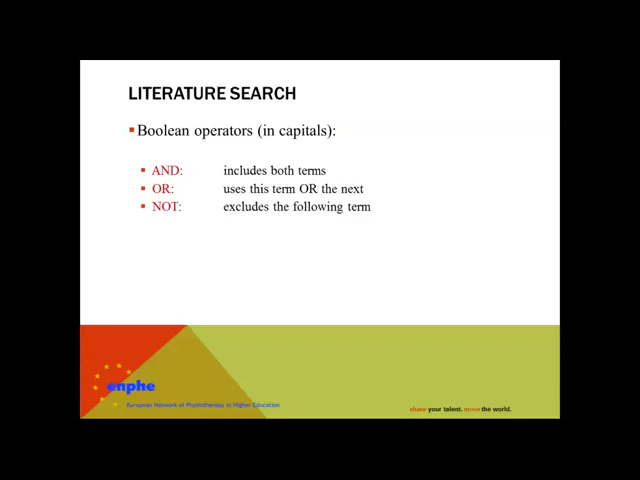 LITERATURE SEARCH
Boolean operators (in capitals):
AND: includes both terms
OR: uses this term OR the next
NOT: excludes the following term
enphe
European Network of Physiotherapy in Higher Education
share your talent. move the world.